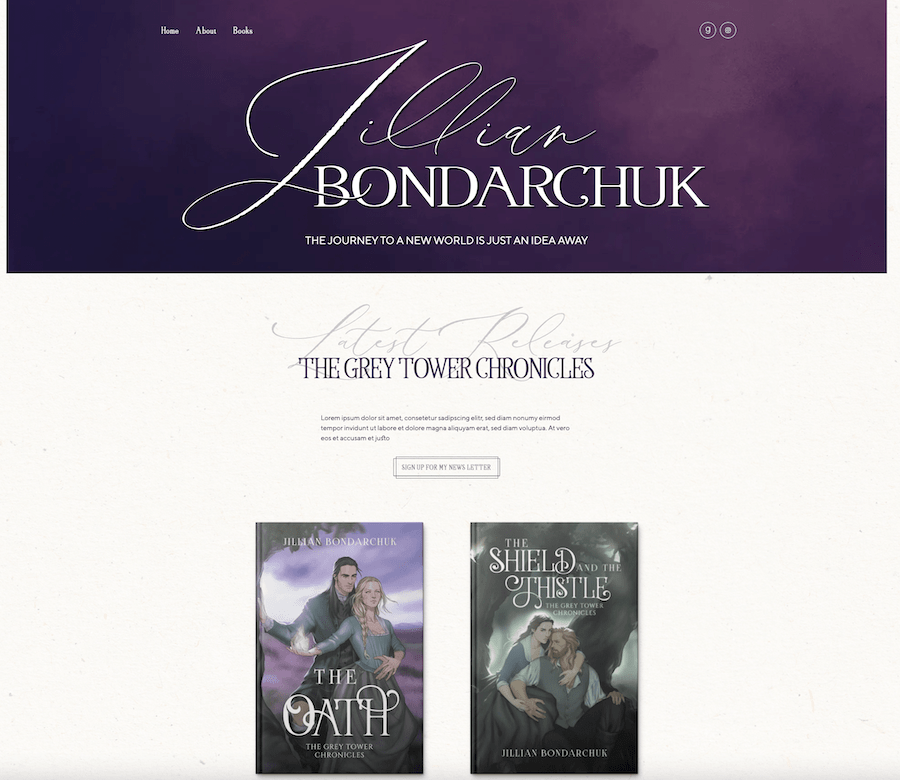 Home About Books
g
Jillian
BONDARCHUK
THE JOURNEY TO A NEW WORLD IS JUST AN IDEA AWAY
Latest Releases
THE GREY TOWER CHRONICLES
Lorem ipsum dolor sit amet, consetetur sadipscing elitr, sed diam nonumy eirmod
tempor invidunt ut labore et dolore magna aliquyam erat, sed diam voluptua. At vero
eos et accusam et justo
SIGN UP FOR MY NEWS LETTER
JILLIAN BONDARCHUK
THE
OATH
THE GREY TOWER
CHRONICLES
THE
SHIELD AND THE
THISTLE
THE GREY TOWER
CHRONICLES
JILLIAN BONDARCHUK